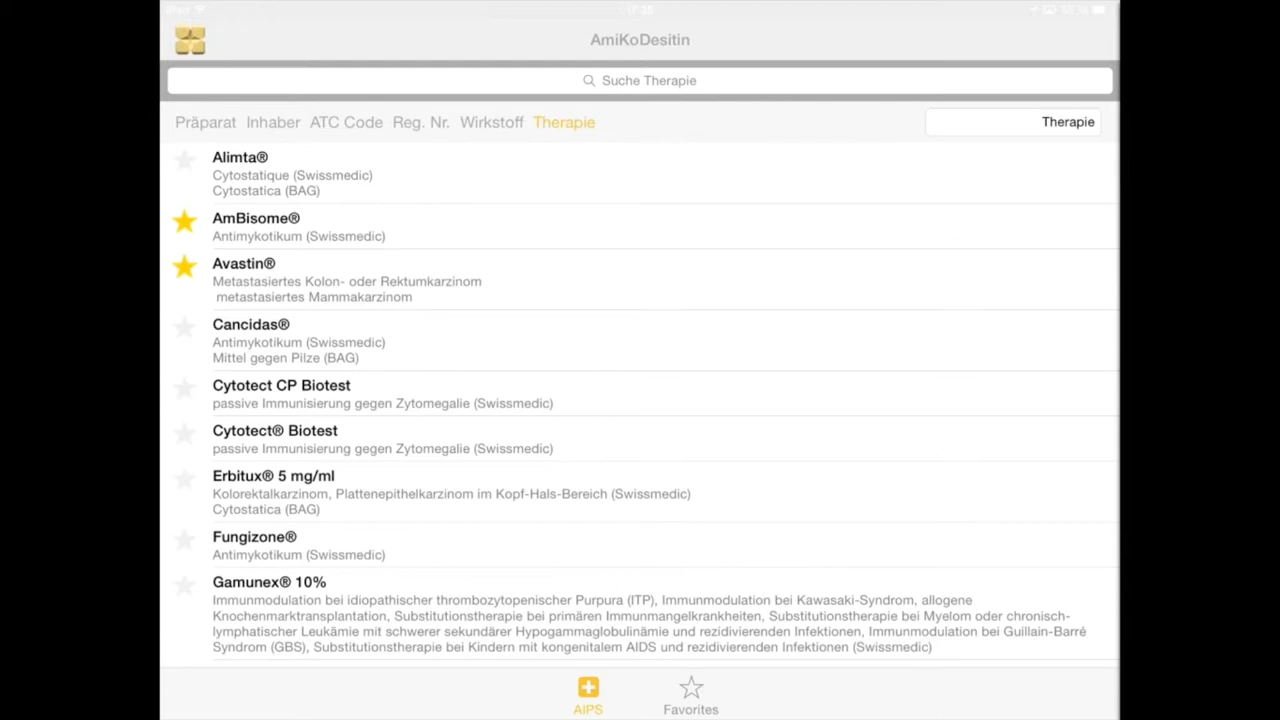 AmiKoDesitin
Suche Therapie
Präparat Inhaber ATC Code Reg. Nr. Wirkstoff Therapie
Therapie
Alimta®
Cytostatique (Swissmedic)
Cytostatica (BAG)
AmBisome®
Antimykotikum (Swissmedic)
Avastin®
Metastasiertes Kolon- oder Rektumkarzinom
metastasiertes Mammakarzinom
Cancidas®
Antimykotikum (Swissmedic)
Mittel gegen Pilze (BAG)
Cytotect CP Biotest
passive Immunisierung gegen Zytomegalie (Swissmedic)
Cytotect® Biotest
passive Immunisierung gegen Zytomegalie (Swissmedic)
Erbitux® 5 mg/ml
Kolorektalkarzinom, Plattenepithelkarzinom im Kopf-Hals-Bereich (Swissmedic)
Cytostatica (BAG)
Fungizone®
Antimykotikum (Swissmedic)
Gamunex® 10%
Immunmodulation bei idiopathischer thrombozytopenischer Purpura (ITP), Immunmodulation bei Kawasaki-Syndrom, allogene
Knochenmarktransplantation, Substitutionstherapie bei primären Immunmangelkrankheiten, Substitutionstherapie bei Myelom oder chronisch-
lymphatischer Leukämie mit schwerer sekundärer Hypogammaglobulinämie und rezidivierenden Infektionen, Immunmodulation bei Guillain-Barré
Syndrom (GBS), Substitutionstherapie bei Kindern mit kongenitalem AIDS und rezidivierenden Infektionen (Swissmedic)
AIPS
Favorites